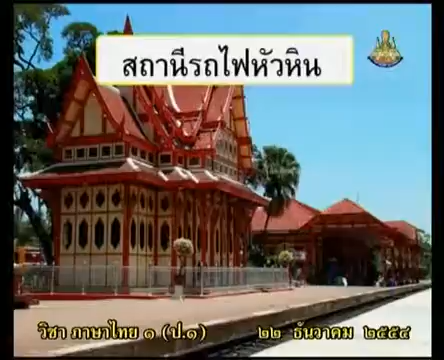 สถานีรถไฟหัวหิน
วิชา ภาษาไทย ๑ (ป.๑)
๒๒ ธันวาคม ๒๕๕๔